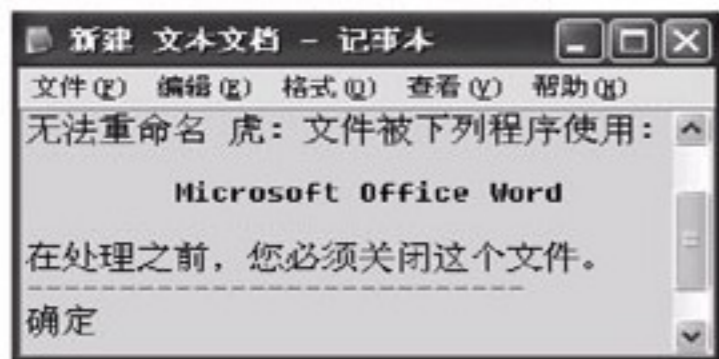 新建 文本文档 - 记事本
文件(F) 编辑(E) 格式(O) 查看(V) 帮助(H)
无法重命名 虎：文件被下列程序使用：
Microsoft Office Word
在处理之前，您必须关闭这个文件。
----------------------------
确定